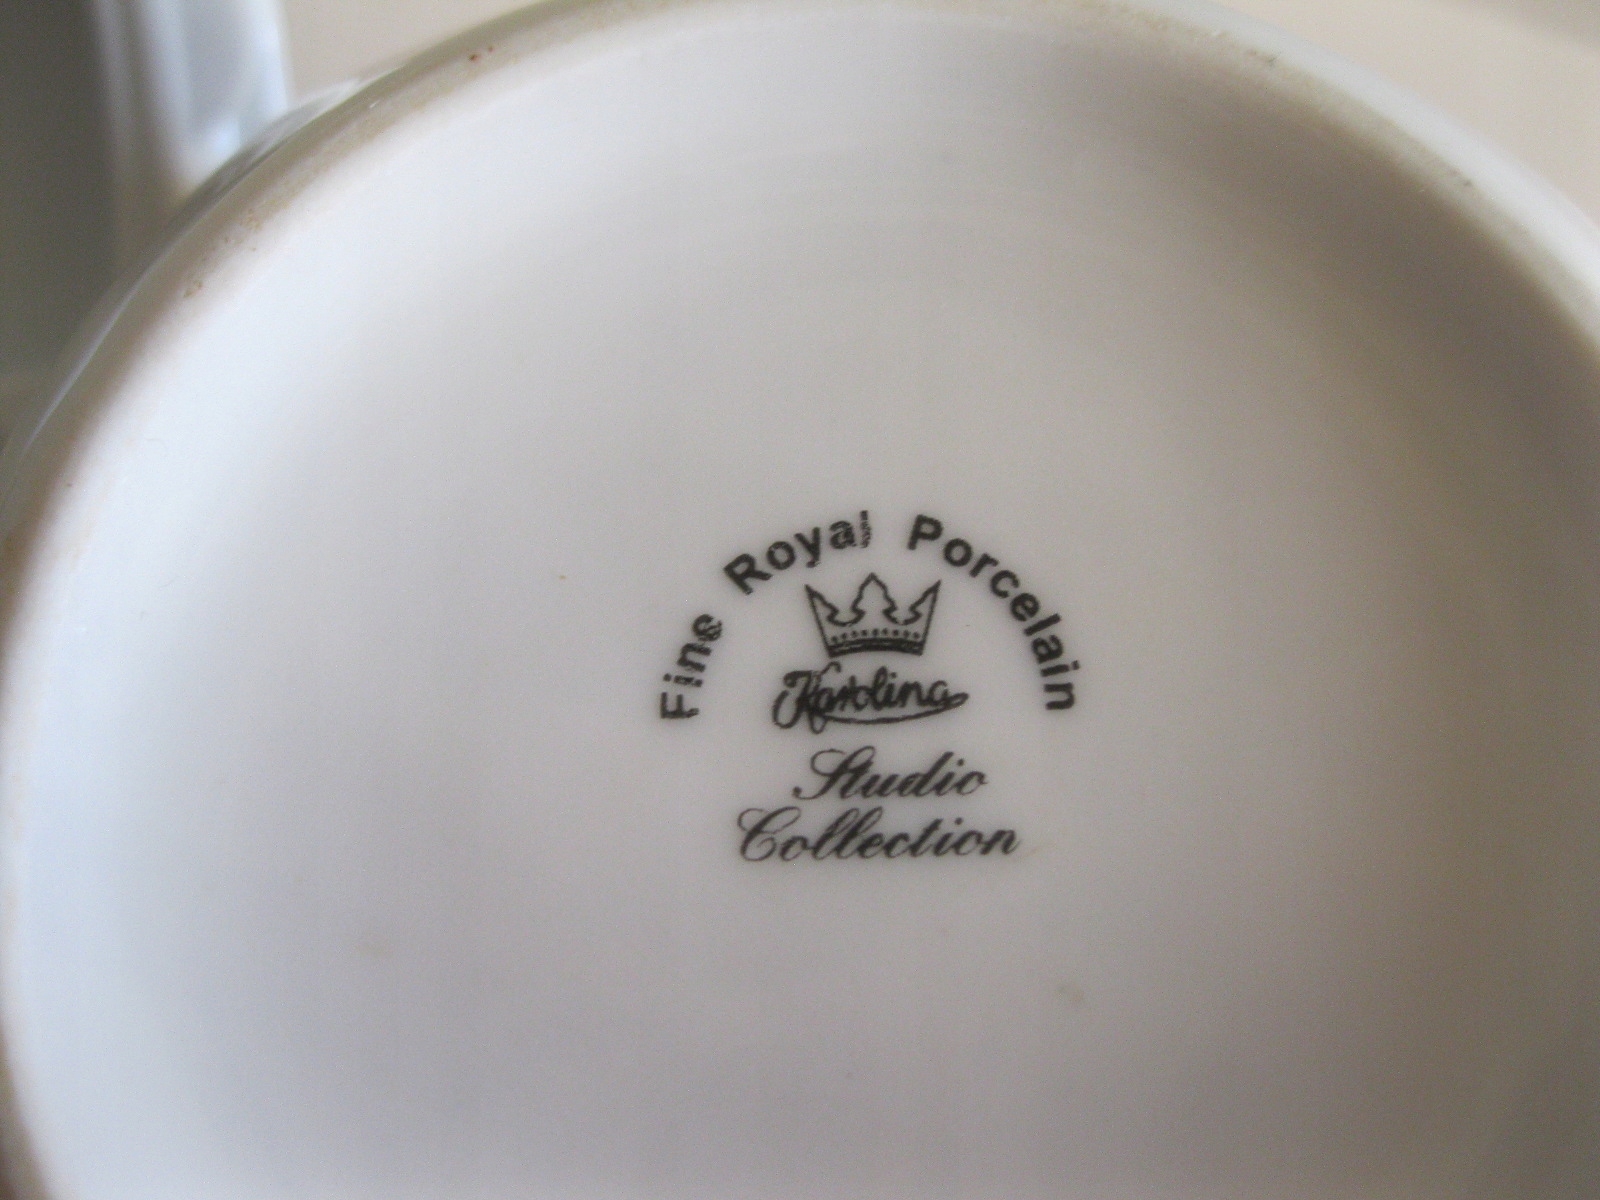 Fine Royal Porcelain
Karolina
Studio
Collection